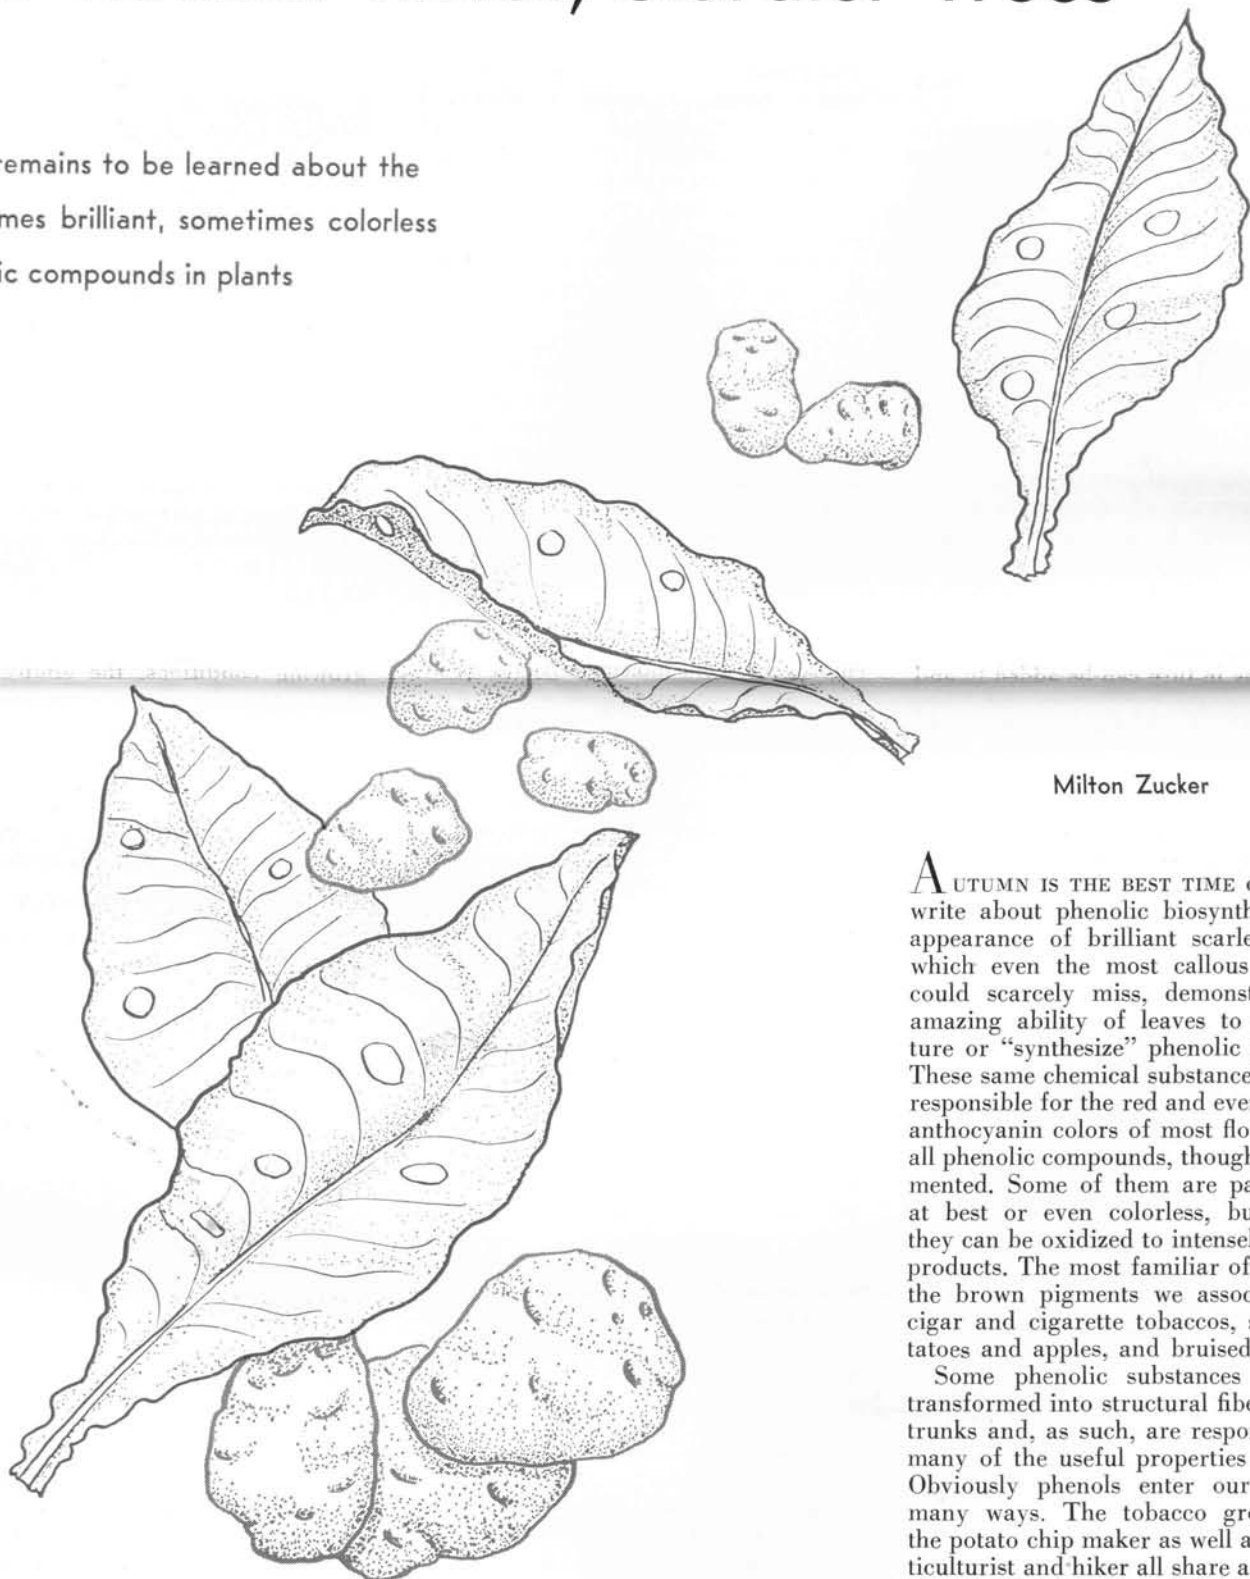 emains to be learned about the
mes brilliant, sometimes colorless
ic compounds in plants
Milton Zucker
AUTUMN IS THE BEST TIME
write about phenolic biosynth
appearance of brilliant scarle
which even the most callous
could scarcely miss, demonst
amazing ability of leaves to
ture or “synthesize” phenolic
These same chemical substance
responsible for the red and eve
anthocyanin colors of most flo
all phenolic compounds, though
mented. Some of them are pa
at best or even colorless, bu
they can be oxidized to intensel
products. The most familiar of
the brown pigments we assoc
cigar and cigarette tobaccos, s
tatoes and apples, and bruised
Some phenolic substances
transformed into structural fibe
trunks and, as such, are respo
many of the useful properties
Obviously phenols enter our
many ways. The tobacco gro
the potato chip maker as well a
ticulturist and hiker all share a